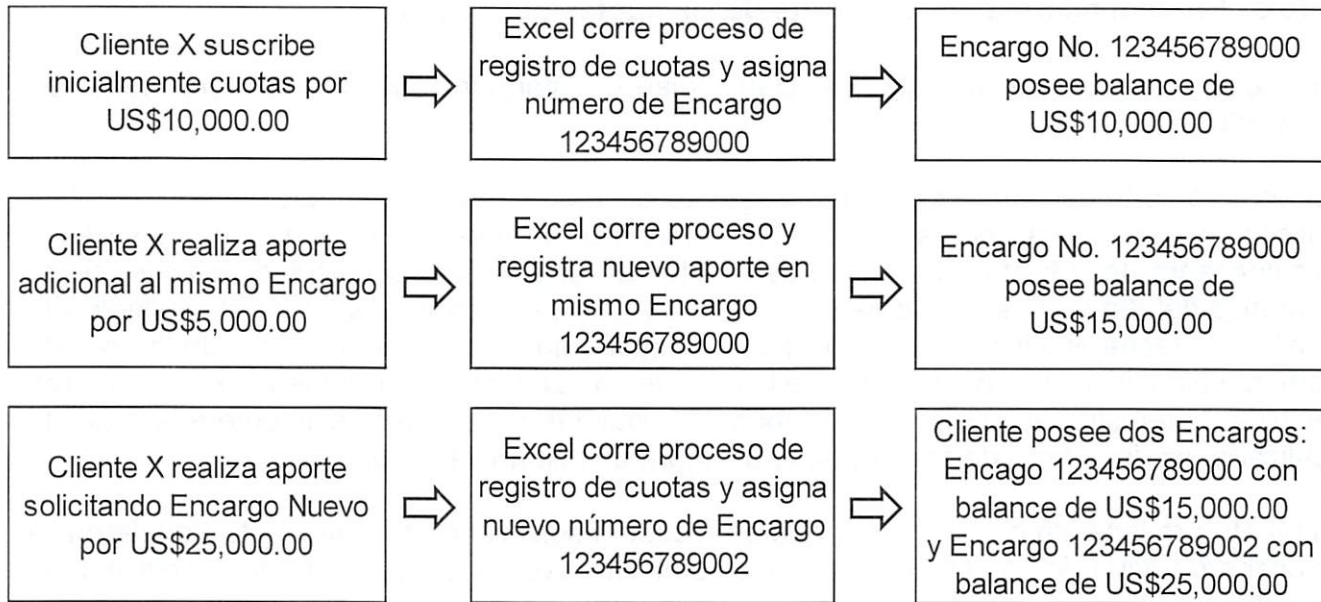 Cliente X suscribe
inicialmente cuotas por
US$10,000.00
Excel corre proceso de
registro de cuotas y asigna
número de Encargo
123456789000
Encargo No. 123456789000
posee balance de
US$10,000.00
Cliente X realiza aporte
adicional al mismo Encargo
por US$5,000.00
Excel corre proceso y
registra nuevo aporte en
mismo Encargo
123456789000
Encargo No. 123456789000
posee balance de
US$15,000.00
Cliente X realiza aporte
solicitando Encargo Nuevo
por US$25,000.00
Excel corre proceso de
registro de cuotas y asigna
nuevo número de Encargo
123456789002
Cliente posee dos Encargos:
Encago 123456789000 con
balance de US$15,000.00
y Encargo 123456789002 con
balance de US$25,000.00